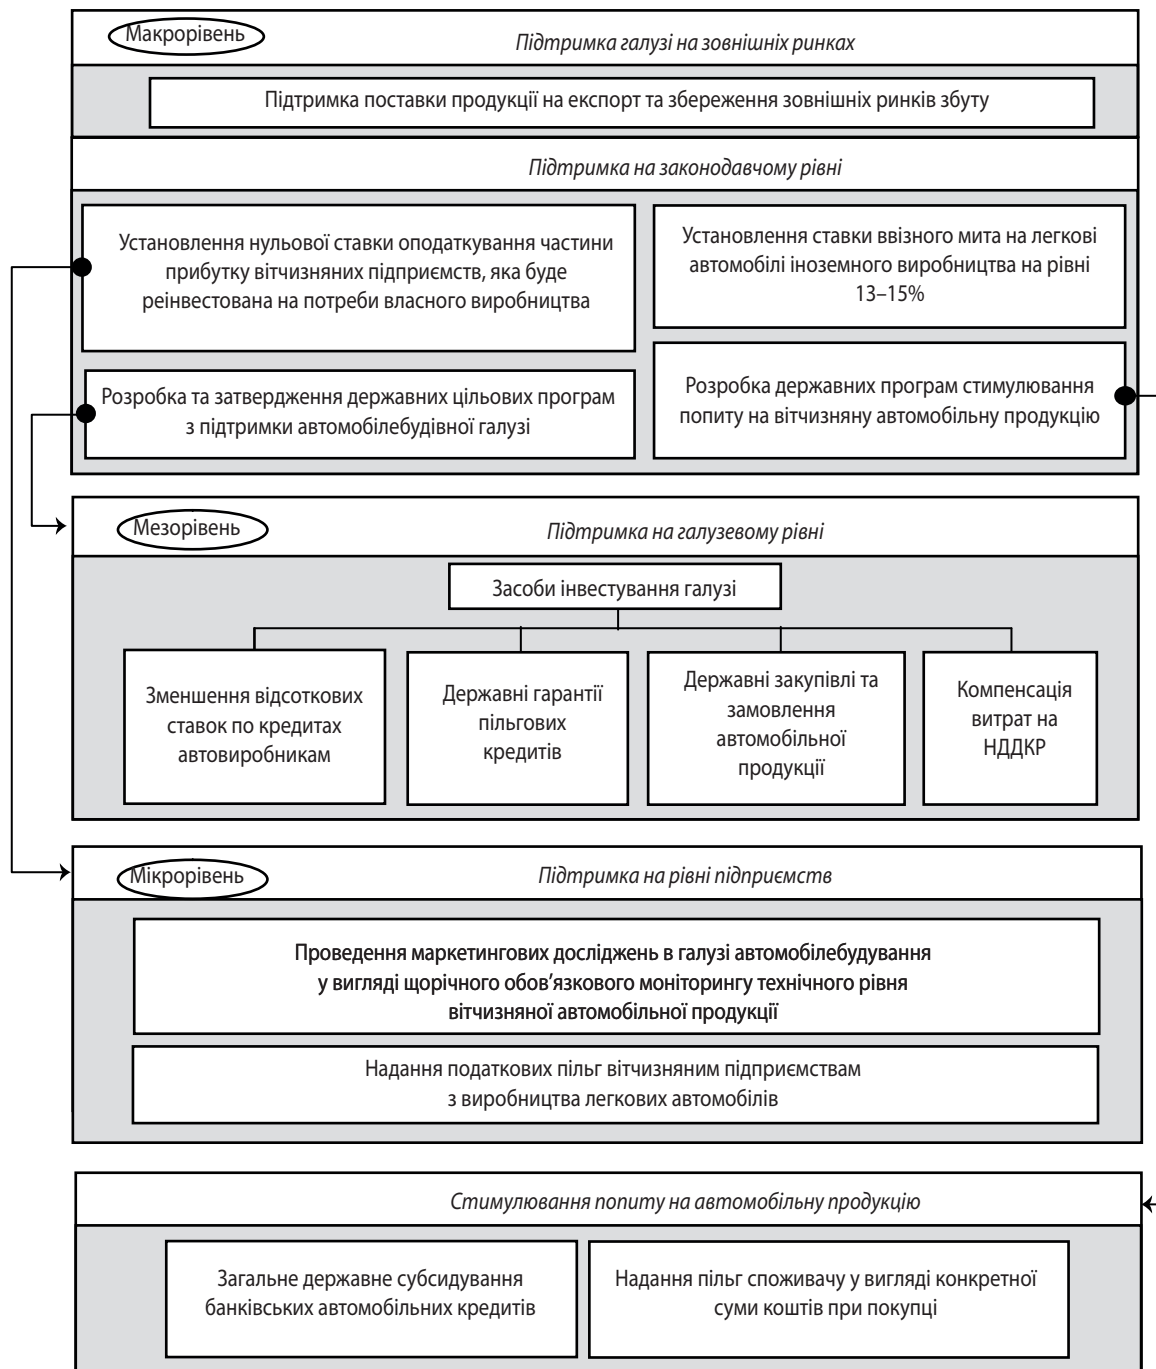 Макрорівень
Підтримка галузі на зовнішніх ринках
Підтримка поставки продукції на експорт та збереження зовнішніх ринків збуту
Підтримка на законодавчому рівні
Установлення нульової ставки оподаткування частини
прибутку вітчизняних підприємств, яка буде
реінвестована на потреби власного виробництва
Установлення ставки ввізного мита на легкові
автомобілі іноземного виробництва на рівні
13–15%
Розробка та затвердження державних цільових програм
з підтримки автомобілебудівної галузі
Розробка державних програм стимулювання
попиту на вітчизняну автомобільну продукцію
Мезорівень
Підтримка на галузевому рівні
Засоби інвестування галузі
Зменшення відсоткових
ставок по кредитах
автовиробникам
Державні гарантії
пільгових
кредитів
Державні закупівлі та
замовлення
автомобільної
продукції
Компенсація
витрат на
НДДКР
Мікрорівень
Підтримка на рівні підприємств
Проведення маркетингових досліджень в галузі автомобілебудування
у вигляді щорічного обов’язкового моніторингу технічного рівня
вітчизняної автомобільної продукції
Надання податкових пільг вітчизняним підприємствам
з виробництва легкових автомобілів
Стимулювання попиту на автомобільну продукцію
Загальне державне субсидування
банківських автомобільних кредитів
Надання пільг споживачу у вигляді конкретної
суми коштів при покупці